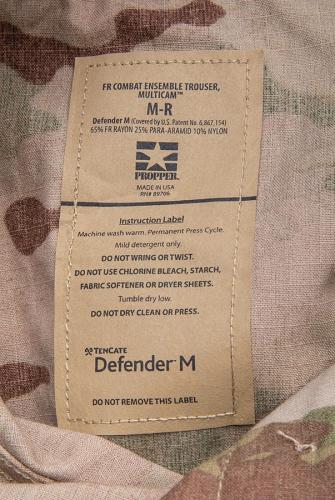 FR COMBAT ENSEMBLE TROUSER,
MULTICAM™
M-R
Defender M (Covered by U.S. Patent No. 6,867,154)
65% FR RAYON 25% PARA-ARAMID 10% NYLON
PROPPER
MADE IN USA
RN# 89706
Instruction Label
Machine wash warm. Permanent Press Cycle.
Mild detergent only.
DO NOT WRING OR TWIST.
DO NOT USE CHLORINE BLEACH, STARCH,
FABRIC SOFTENER OR DRYER SHEETS.
Tumble dry low.
DO NOT DRY CLEAN OR PRESS.
TENCATE
Defender™ M
DO NOT REMOVE THIS LABEL